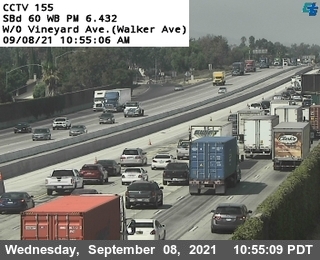 CCTV 155
SBd 60 WB PM 6.432
W/O Vineyard Ave.(Walker Ave)
09/08/21 10:55:06 AM
Wednesday, September 08, 2021 10:55:09 PDT